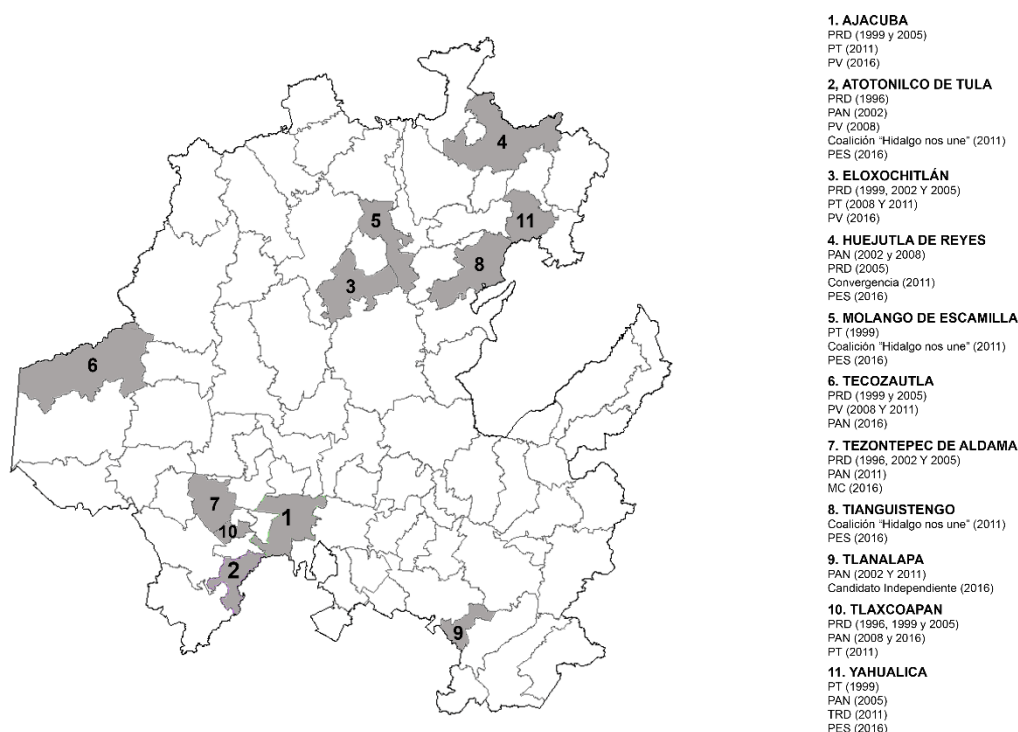 4
5
11
8
3
6
7
1
10
2
9
1. AJACUBA
PRD (1999 y 2005)
PT (2011)
PV (2016)
2, ATOTONILCO DE TULA
PRD (1996)
PAN (2002)
PV (2008)
Coalición “Hidalgo nos une” (2011)
PES (2016)
3. ELOXOCHITLÁN
PRD (1999, 2002 Y 2005)
PT (2008 Y 2011)
PV (2016)
4. HUEJUTLA DE REYES
PAN (2002 y 2008)
PRD (2005)
Convergencia (2011)
PES (2016)
5. MOLANGO DE ESCAMILLA
PT (1999)
Coalición “Hidalgo nos une” (2011)
PES (2016)
6. TECOZAUTLA
PRD (1999 y 2005)
PV (2008 Y 2011)
PAN (2016)
7. TEZONTEPEC DE ALDAMA
PRD (1996, 2002 Y 2005)
PAN (2011)
MC (2016)
8. TIANGUISTENGO
Coalición “Hidalgo nos une” (2011)
PES (2016)
9. TLANALAPA
PAN (2002 Y 2011)
Candidato Independiente (2016)
10. TLAXCOAPAN
PRD (1996, 1999 y 2005)
PAN (2008 y 2016)
PT (2011)
11. YAHUALICA
PT (1999)
PAN (2005)
TRD (2011)
PES (2016)